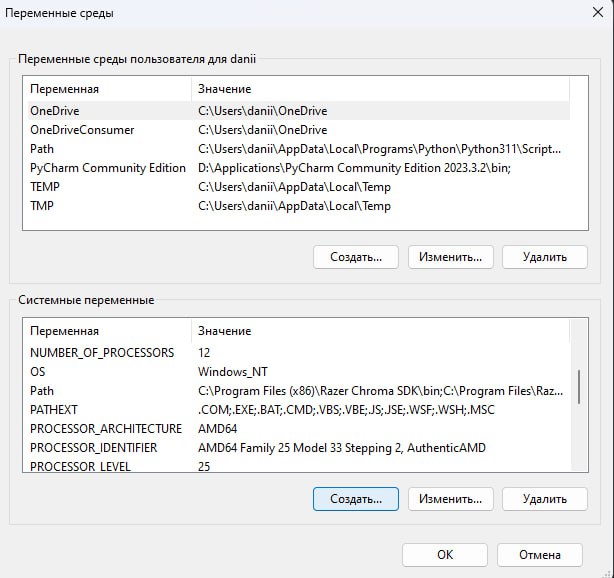 Переменные среды
Переменные среды пользователя для danii
Переменная Значение
OneDrive C:\Users\danii\OneDrive
OneDriveConsumer C:\Users\danii\OneDrive
Path C:\Users\danii\AppData\Local\Programs\Python\Python311\Script...
PyCharm Community Edition D:\Applications\PyCharm Community Edition 2023.3.2\bin;
TEMP C:\Users\danii\AppData\Local\Temp
TMP C:\Users\danii\AppData\Local\Temp
Создать... Изменить... Удалить
Системные переменные
Переменная Значение
NUMBER_OF_PROCESSORS 12
OS Windows_NT
Path C:\Program Files (x86)\Razer Chroma SDK\bin;C:\Program Files\Raz...
PATHEXT .COM;.EXE;.BAT;.CMD;.VBS;.VBE;.JS;.JSE;.WSF;.WSH;.MSC
PROCESSOR_ARCHITECTURE AMD64
PROCESSOR_IDENTIFIER AMD64 Family 25 Model 33 Stepping 2, AuthenticAMD
PROCESSOR_LEVEL 25
Создать... Изменить... Удалить
ОК Отмена